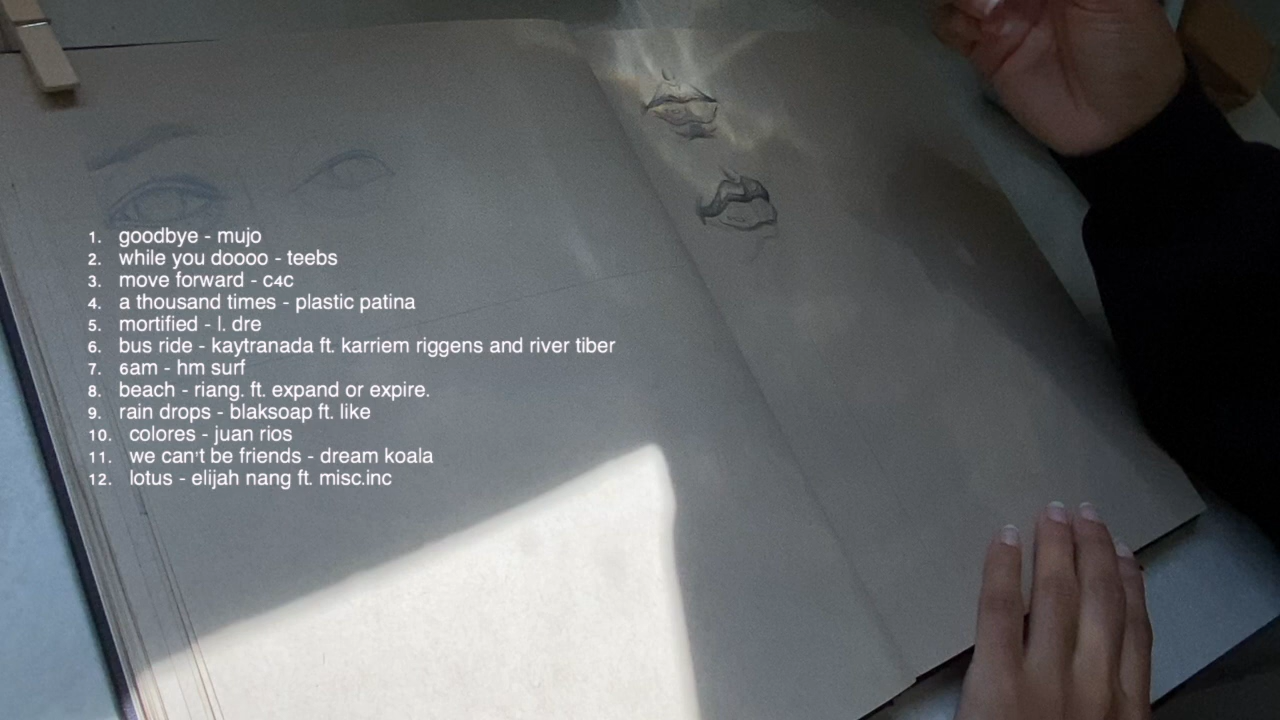 1. goodbye - mujo
2. while you doooo - teebs
3. move forward - c4c
4. a thousand times - plastic patina
5. mortified - l. dre
6. bus ride - kaytranada ft. karriem riggens and river tiber
7. 6am - hm surf
8. beach - riang. ft. expand or expire.
9. rain drops - blaksoap ft. like
10. colores - juan rios
11. we can't be friends - dream koala
12. lotus - elijah nang ft. misc.inc